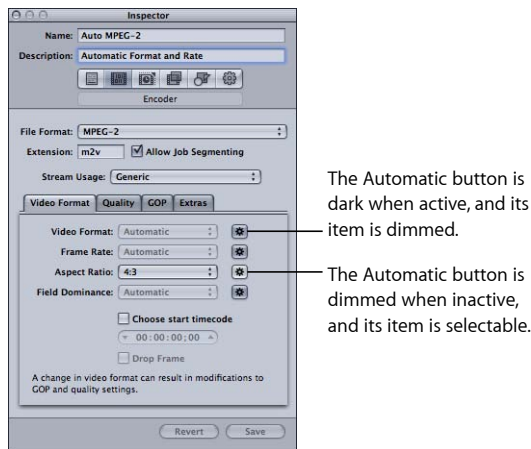 Inspector
Name: Auto MPEG-2
Description: Automatic Format and Rate
Encoder
File Format: MPEG-2
Extension: m2v Allow Job Segmenting
Stream Usage: Generic
Video Format Quality GOP Extras
Video Format: Automatic
Frame Rate: Automatic
Aspect Ratio: 4:3
Field Dominance: Automatic
Choose start timecode
00:00:00;00
Drop Frame
A change in video format can result in modifications to
GOP and quality settings.
Revert Save
The Automatic button is
dark when active, and its
item is dimmed.
The Automatic button is
dimmed when inactive,
and its item is selectable.